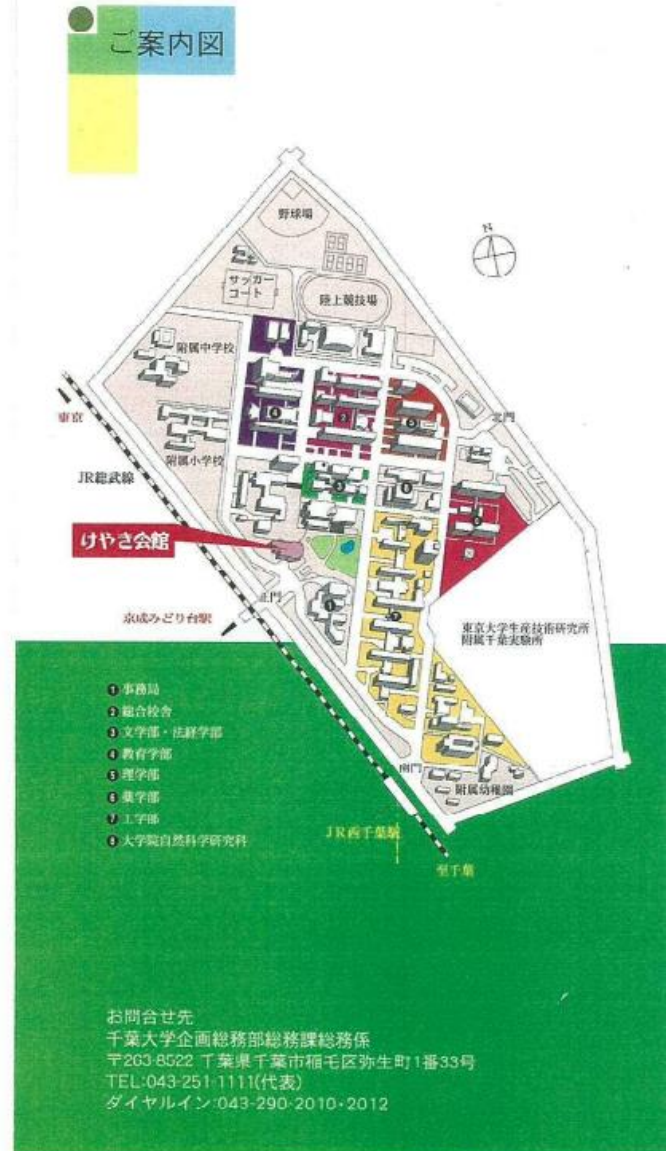 ご案内図
N
野球場
サッカー
コート
陸上競技場
附属中学校
東京
北門
附属小学校
JR総武線
けやき会館
正門
京成みどり台駅
東京大学生産技術研究所
附属千葉実験所
❶ 事務局
❷ 総合校舎
❸ 文学部・法経学部
❹ 教育学部
❺ 理学部
❻ 薬学部
❼ 工学部
❽ 大学院自然科学研究科
南門
附属幼稚園
JR西千葉駅
至千葉
お問合せ先
千葉大学企画総務部総務課総務係
〒263-8522 千葉県千葉市稲毛区弥生町1番33号
TEL:043-251-1111(代表)
ダイヤルイン:043-290-2010・2012